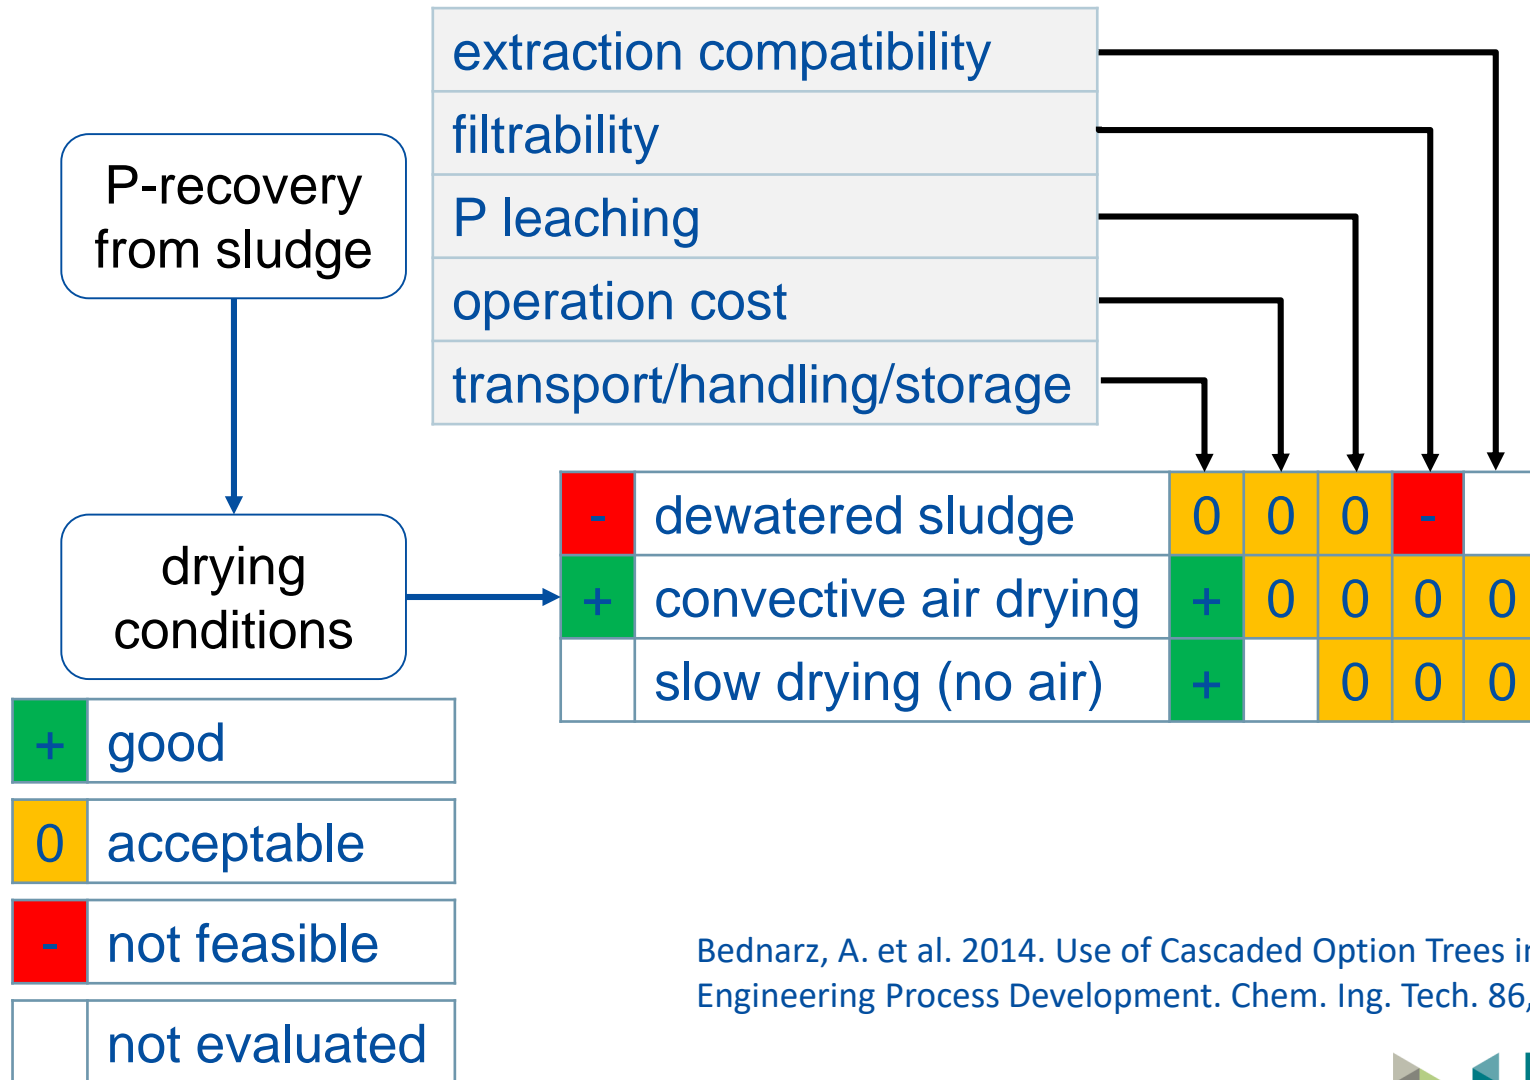 extraction compatibility
filtrability
P leaching
operation cost
transport/handling/storage
P-recovery
from sludge
drying
conditions
- dewatered sludge 0 0 0 -
+ convective air drying + 0 0 0 0
slow drying (no air) + 0 0 0
+ good
0 acceptable
- not feasible
not evaluated
Bednarz, A. et al. 2014. Use of Cascaded Option Trees
Engineering Process Development. Chem. Ing. Tech. 86,